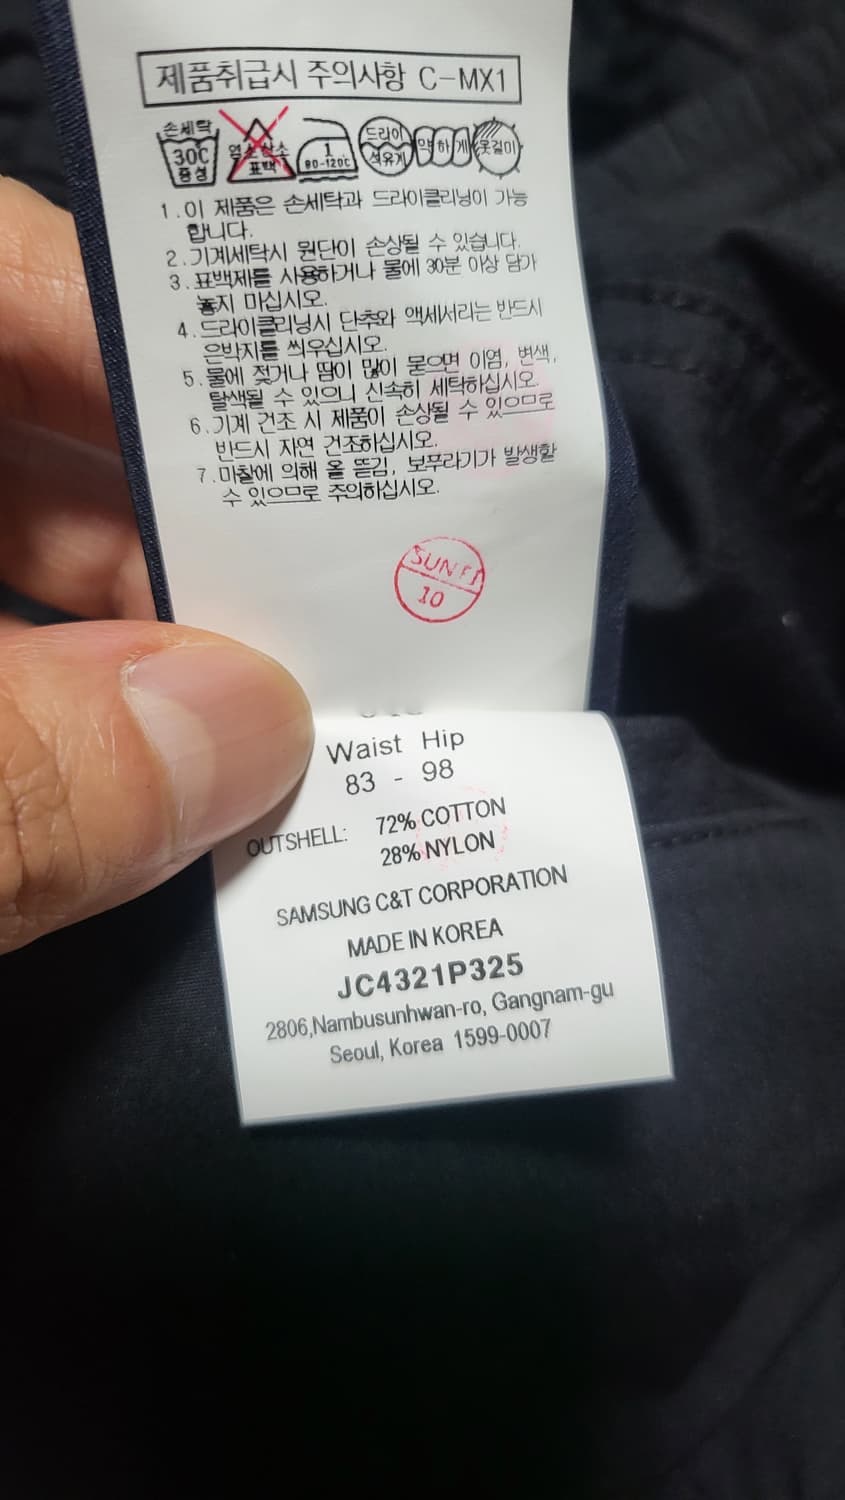 제품취급시 주의사항 C-MX1
손세탁
30C
중성
염소산소
표백
1
80-120C
드라이
석유계
약하게
옷걸이
1.이 제품은 손세탁과 드라이클리닝이 가능
합니다.
2.기계세탁시 원단이 손상될 수 있습니다.
3.표백제를 사용하거나 물에 30분 이상 담가
놓지 마십시오.
4.드라이클리닝시 단추와 액세서리는 반드시
은박지를 씌우십시오.
5.물에 젖거나 땀이 많이 묻으면 이염, 변색,
탈색될 수 있으니 신속히 세탁하십시오.
6.기계 건조 시 제품이 손상될 수 있으므로
반드시 자연 건조하십시오.
7.마찰에 의해 올 뜯김, 보푸라기가 발생할
수 있으므로 주의하십시오.
10
Waist Hip
83 - 98
OUTSHELL: 72% COTTON
28% NYLON
SAMSUNG C&T CORPORATION
MADE IN KOREA
JC4321P325
2806,Nambusunhwan-ro, Gangnam-gu
Seoul, Korea 1599-0007